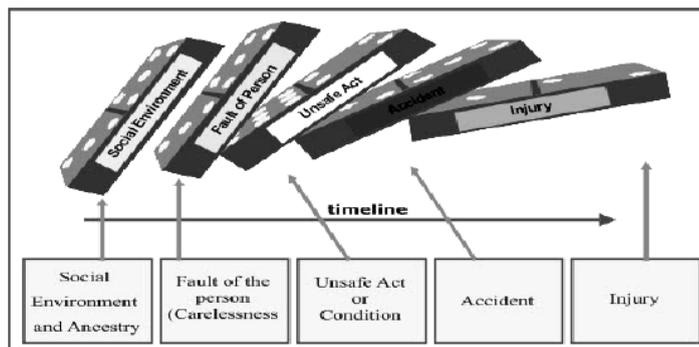 Social Environment
Fault of Person
Unsafe Act
Accident
Injury
timeline
Social
Environment
and Ancestry
Fault of the
person
(Carelessness
Unsafe Act
or
Condition
Accident
Injury